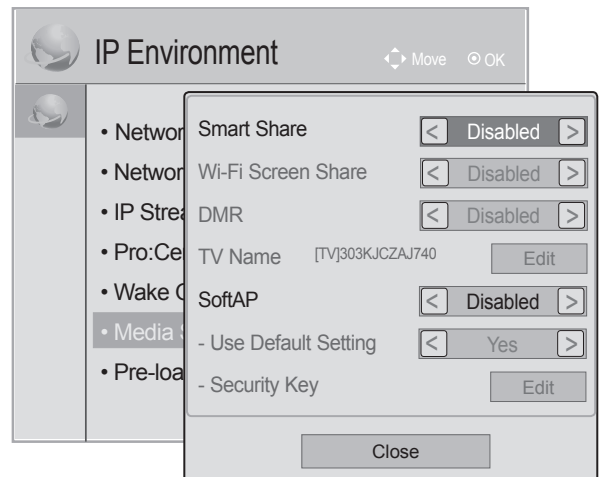 IP Environment
Move OK
• Networ
• Networ
• IP Strea
• Pro:Ce
• Wake
• Media
• Pre-loa
Smart Share < Disabled >
Wi-Fi Screen Share < Disabled >
DMR < Disabled >
TV Name [TV]303KJCZAJ740 Edit
SoftAP < Disabled >
- Use Default Setting < Yes >
- Security Key Edit
Close